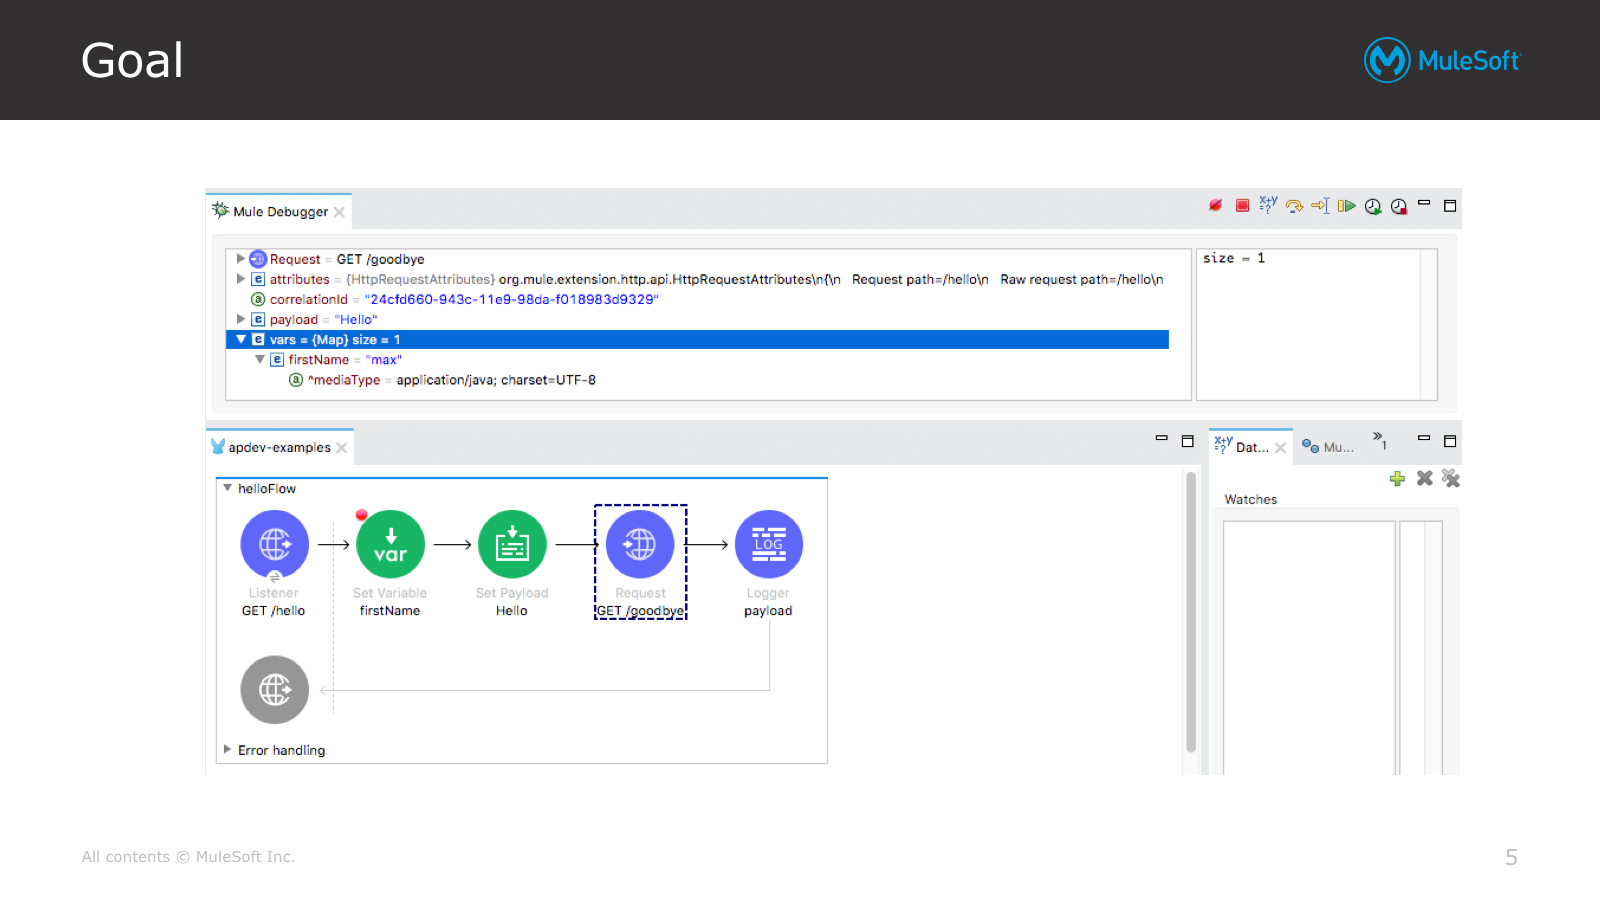 Goal
MuleSoft
Mule Debugger
Request = GET /goodbye
attributes = {HttpRequestAttributes} org.mule.extension.http.api.HttpRequestAttributes\n{\n   Request path=/hello\n   Raw request path=/hello\n
correlationId = "24cfd660-943c-11e9-98da-f018983d9329"
payload = "Hello"
vars = {Map} size = 1
firstName = "max"
^mediaType = application/java; charset=UTF-8
size = 1
apdev-examples
helloFlow
var
LOG
Listener
GET /hello
Set Variable
firstName
Set Payload
Hello
Request
GET /goodbye
Logger
payload
Error handling
x+y
=?
Dat...
Mu...
»1
Watches
All contents © MuleSoft Inc.
5